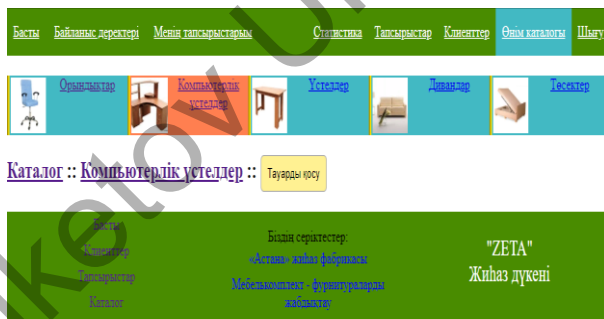 Басты Байланыс деректері Менің тапсырыстарым Статистика Тапсырыстар Клиенттер Өнім каталогы Шығу
Орындықтар Компьютерлік үстелдер Үстелдер Дивандар Төсектер
Каталог :: Компьютерлік үстелдер :: Тауарды қосу
Басты
Клиенттер
Тапсырыстар
Каталог
Біздің серіктестер:
«Астана» жиһаз фабрикасы
Мебелькомплект - фурнитураларды
жабдықтау
"ZETA"
Жиһаз дүкені